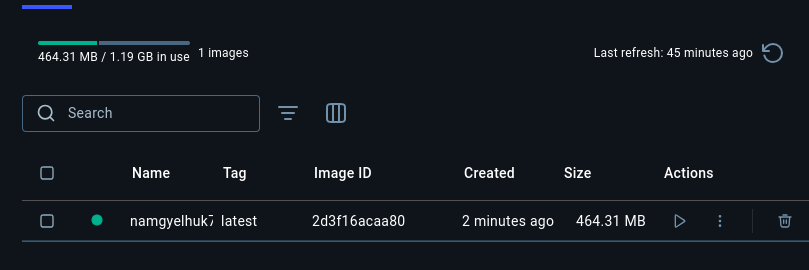 464.31 MB / 1.19 GB in use 1 images
Last refresh: 45 minutes ago
Search
Name Tag Image ID Created Size Actions
namgyelhuk7 latest 2d3f16acaa80 2 minutes ago 464.31 MB